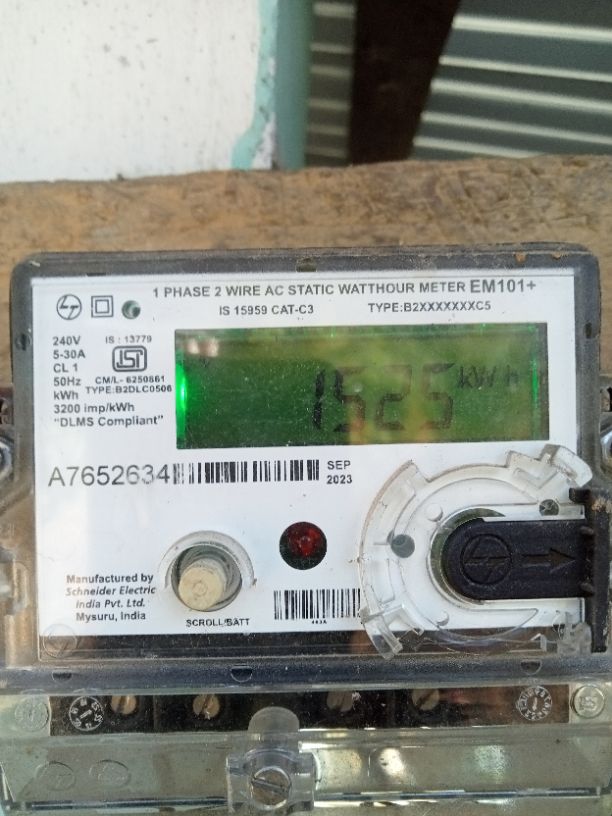 1 PHASE 2 WIRE AC STATIC WATTHOUR METER EM101+
IS 15959 CAT-C3 TYPE:B2XXXXXXXC5
240V
5-30A
CL 1
50Hz
kWh
3200 imp/kWh
"DLMS Compliant"
IS : 13779
ISI
CM/L- 6250861
TYPE:B2DLC0506
1525 kWh
A7652634
SEP
2023
Manufactured by
Schneider Electric
India Pvt. Ltd.
Mysuru, India
SCROLL/BATT